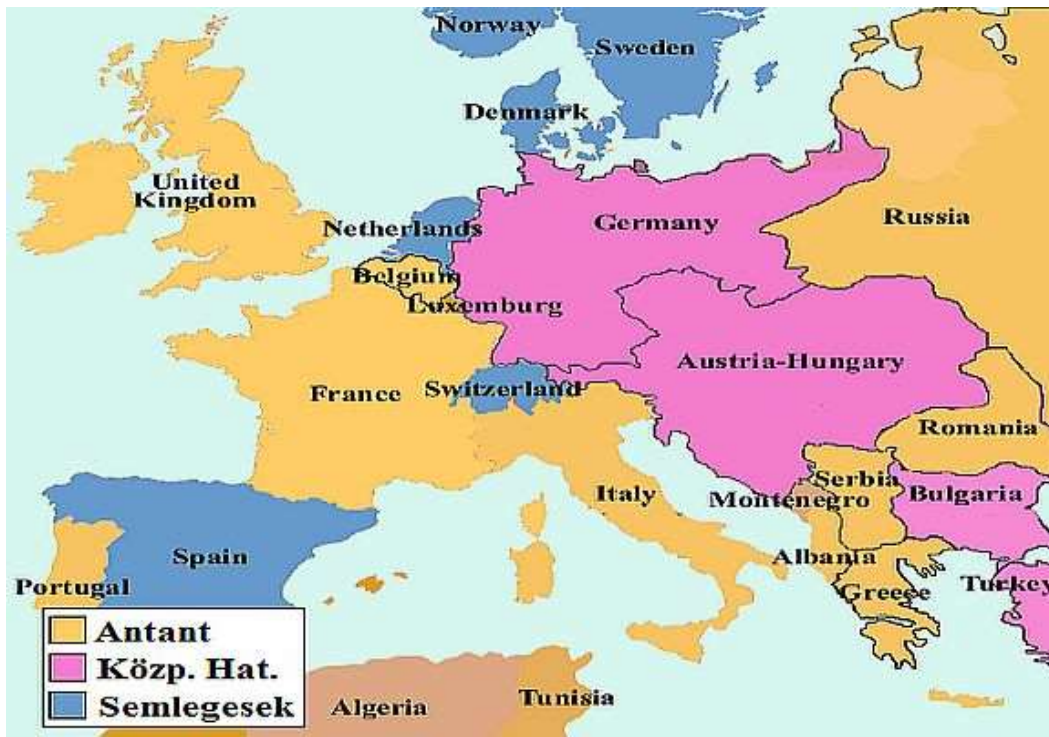 Norway
Sweden
Denmark
United
Kingdom
Netherlands
Germany
Russia
Belgium
Luxemburg
Austria-Hungary
France
Switzerland
Romania
Italy
Serbia
Montenegro
Bulgaria
Spain
Albania
Portugal
Greece
Turkey
Antant
Közp. Hat.
Semlegesek
Algeria
Tunisia